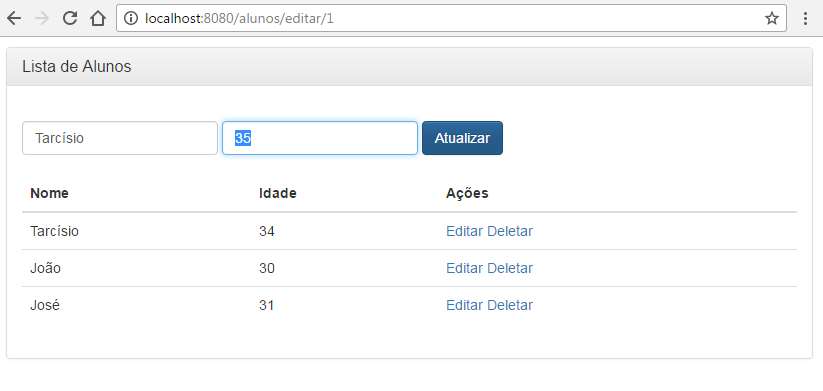 localhost:8080/alunos/editar/1
Lista de Alunos
Tarcísio 35 Atualizar
Nome Idade Ações
Tarcísio 34 Editar Deletar
João 30 Editar Deletar
José 31 Editar Deletar